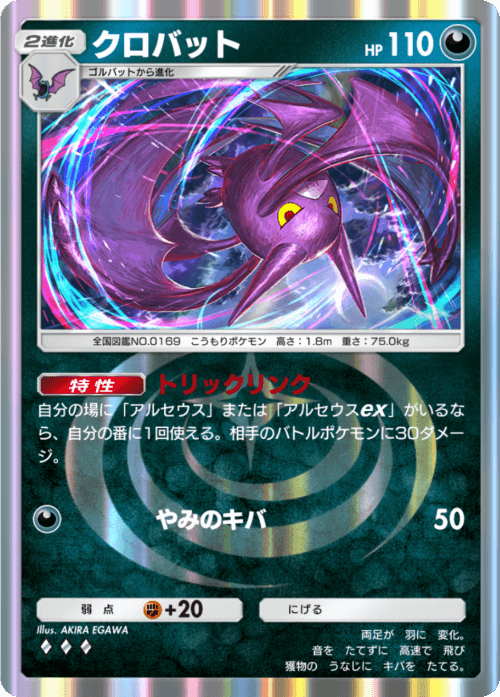 2進化 クロバット HP 110
ゴルバットから進化
全国図鑑NO.0169 こうもりポケモン 高さ：1.8m 重さ：75.0kg
特性 トリックリンク
自分の場に「アルセウス」または「アルセウスex」がいるな
ら、自分の番に1回使える。相手のバトルポケモンに30ダメー
ジ。
やみのキバ 50
弱点 +20 にげる
Illus. AKIRA EGAWA
両足が 羽に 変化。
音を たてずに 高速で 飛び
獲物の うなじに キバを たてる。